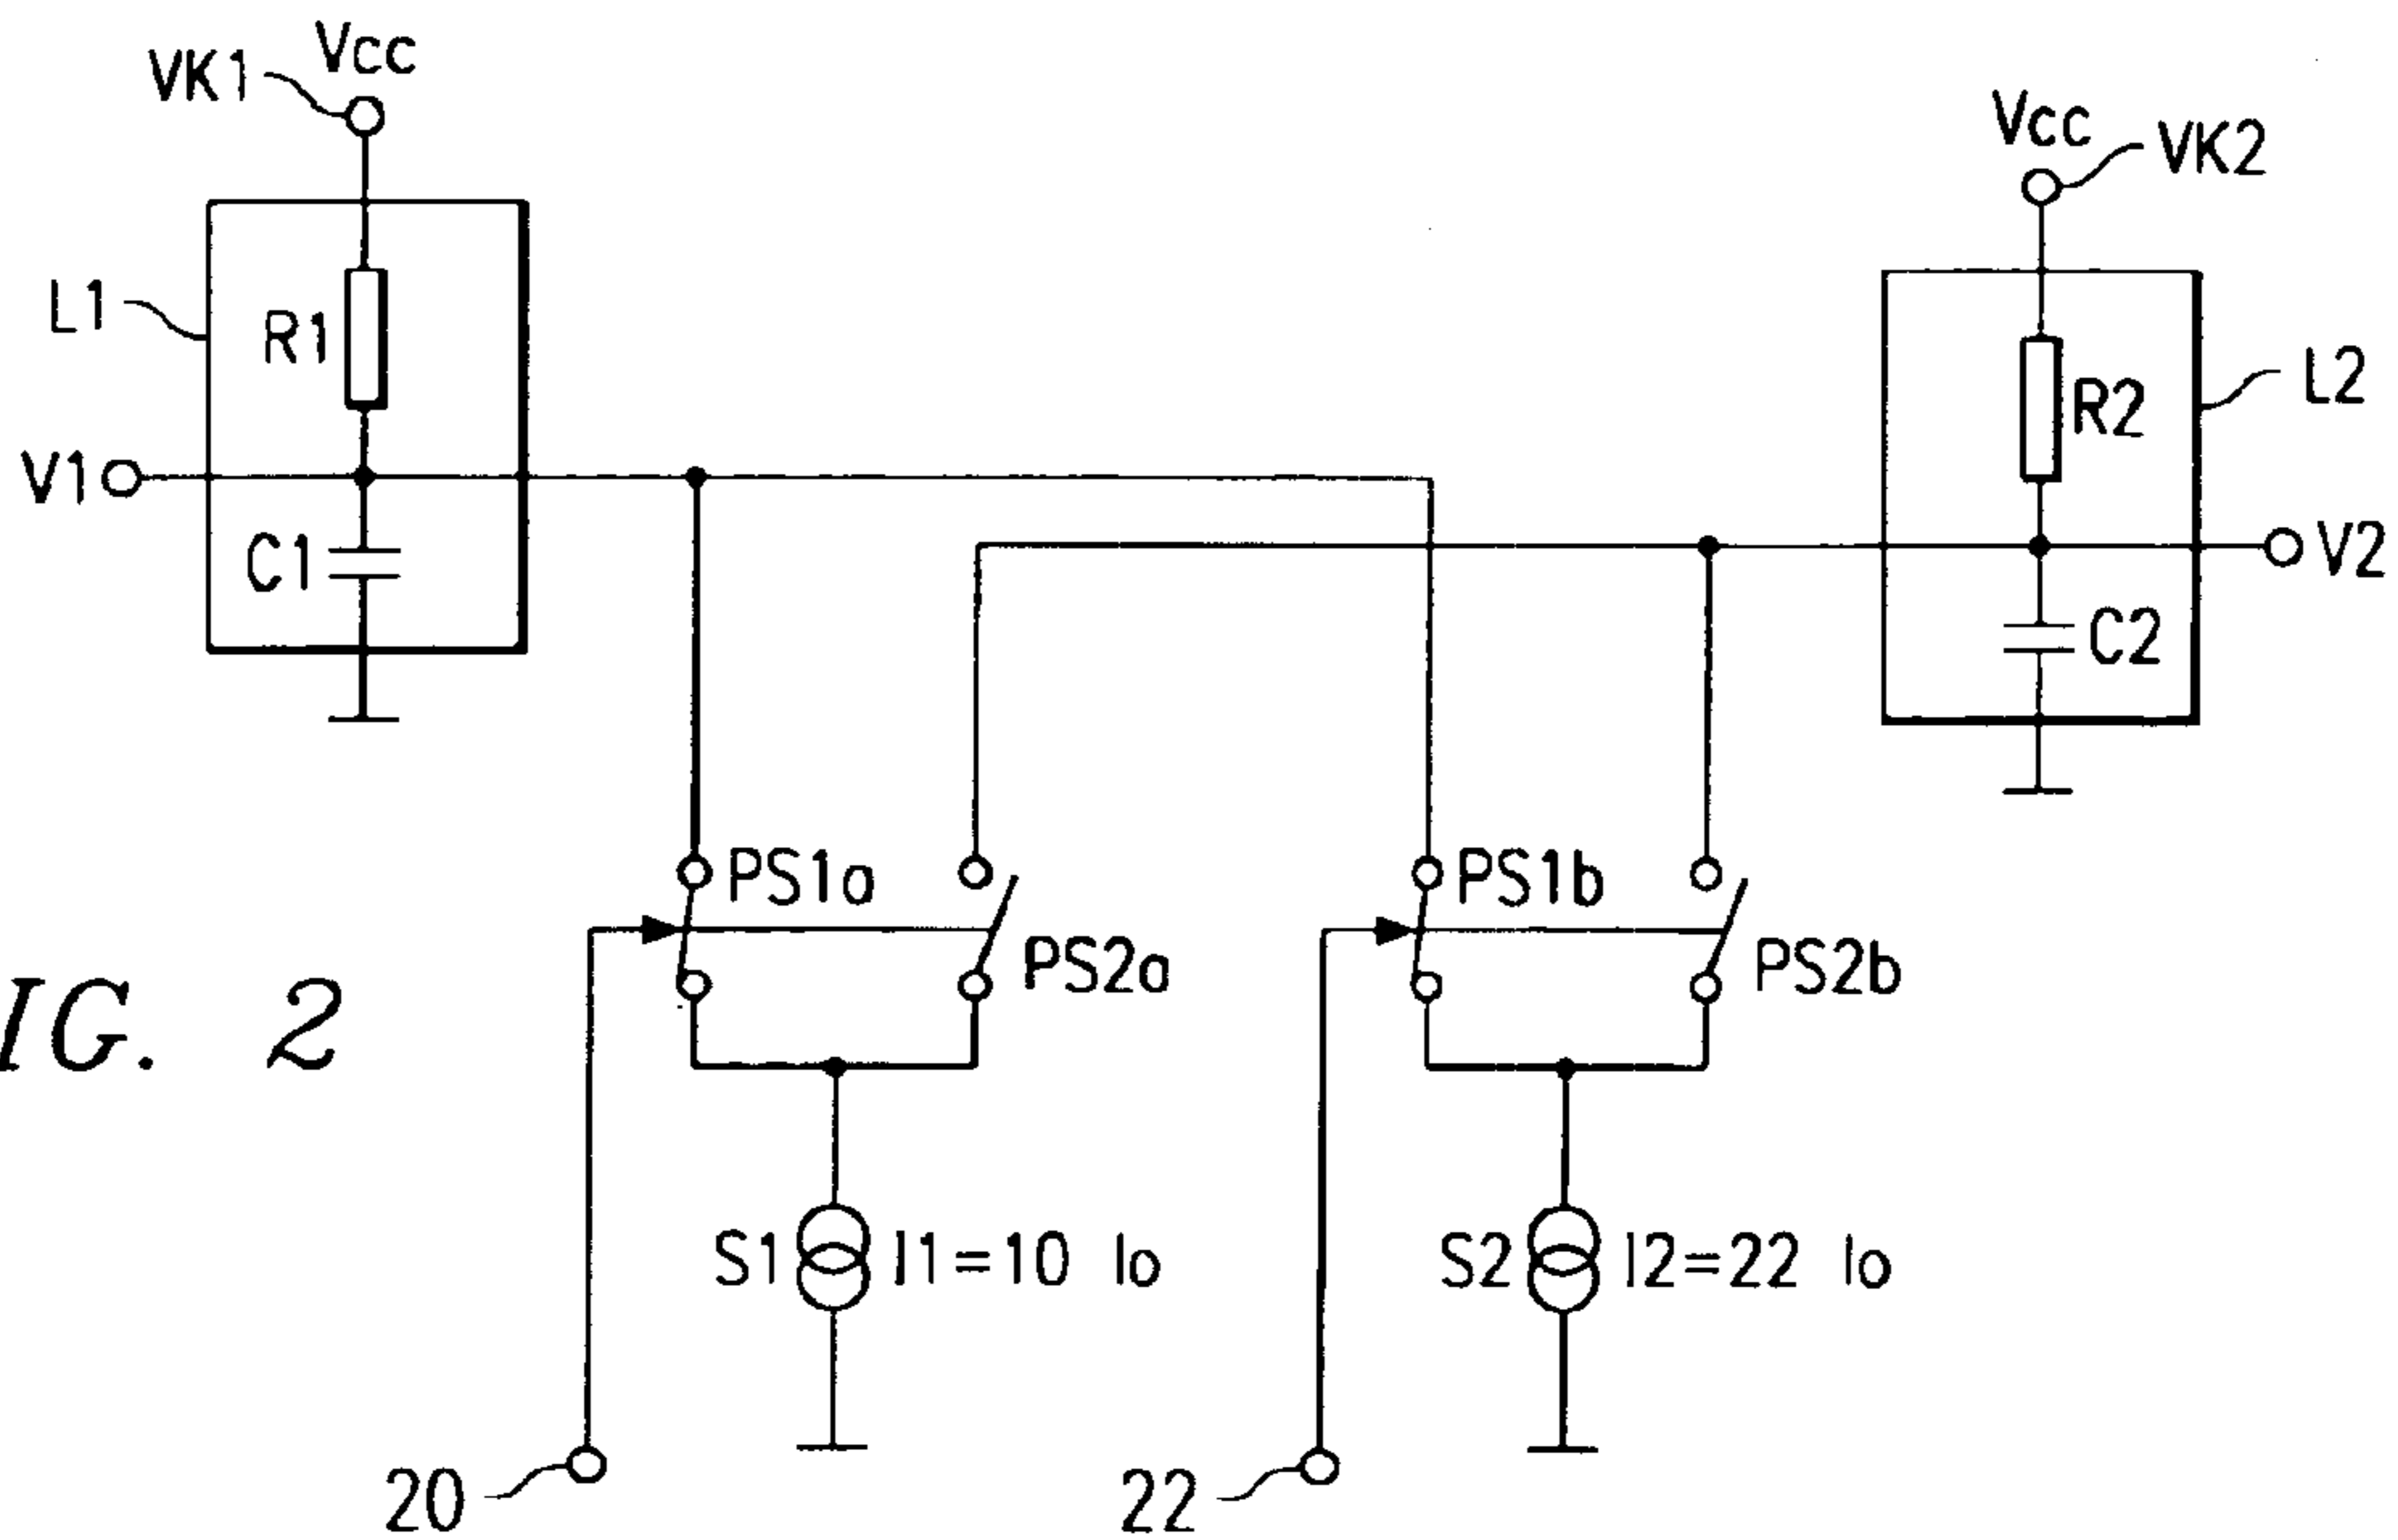 VK1 Vcc
Vcc VK2
L1 R1
R2 L2
V1
V2
C1
C2
PS1a PS1b
PS2a PS2b
IG. 2
S1 I1=10 Io S2 I2=22 Io
20 22